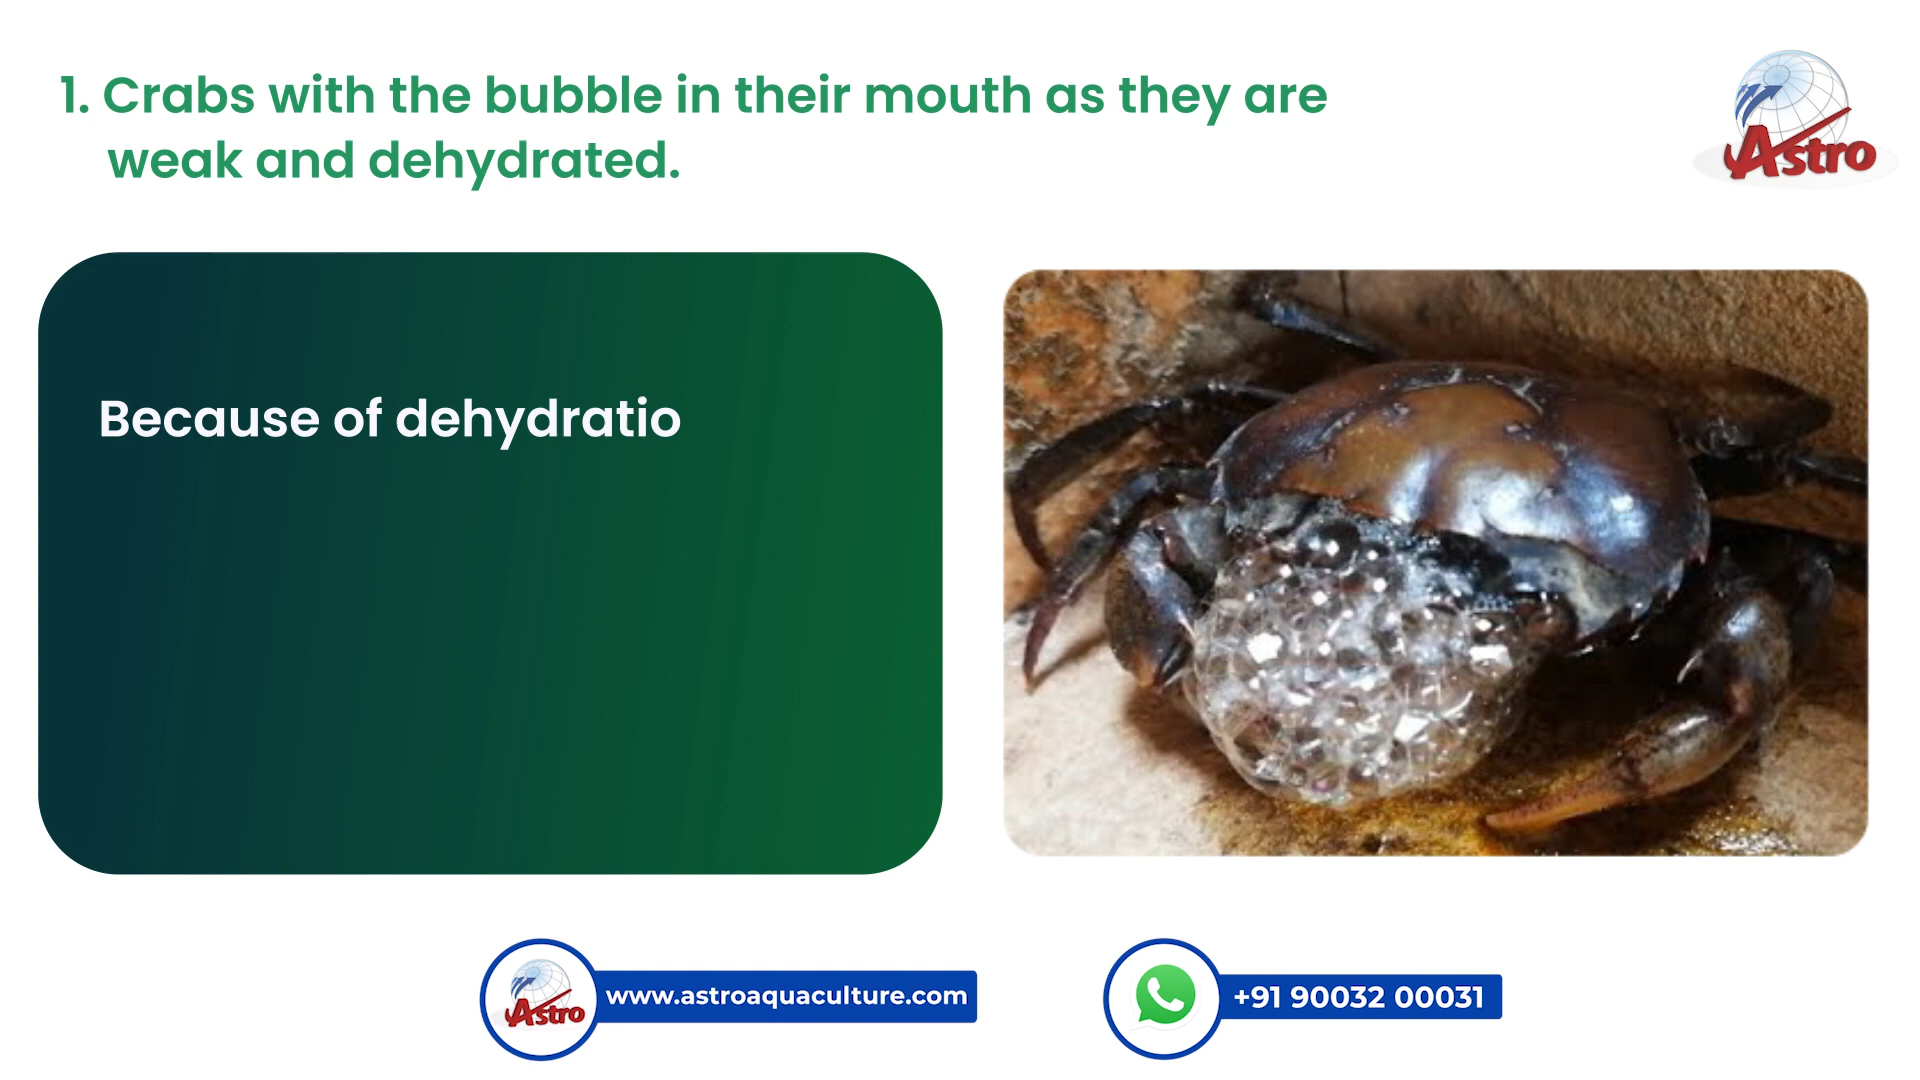 1. Crabs with the bubble in their mouth as they are
weak and dehydrated.
Astro
Because of dehydratio
Astro
www.astroaquaculture.com
+91 90032 00031